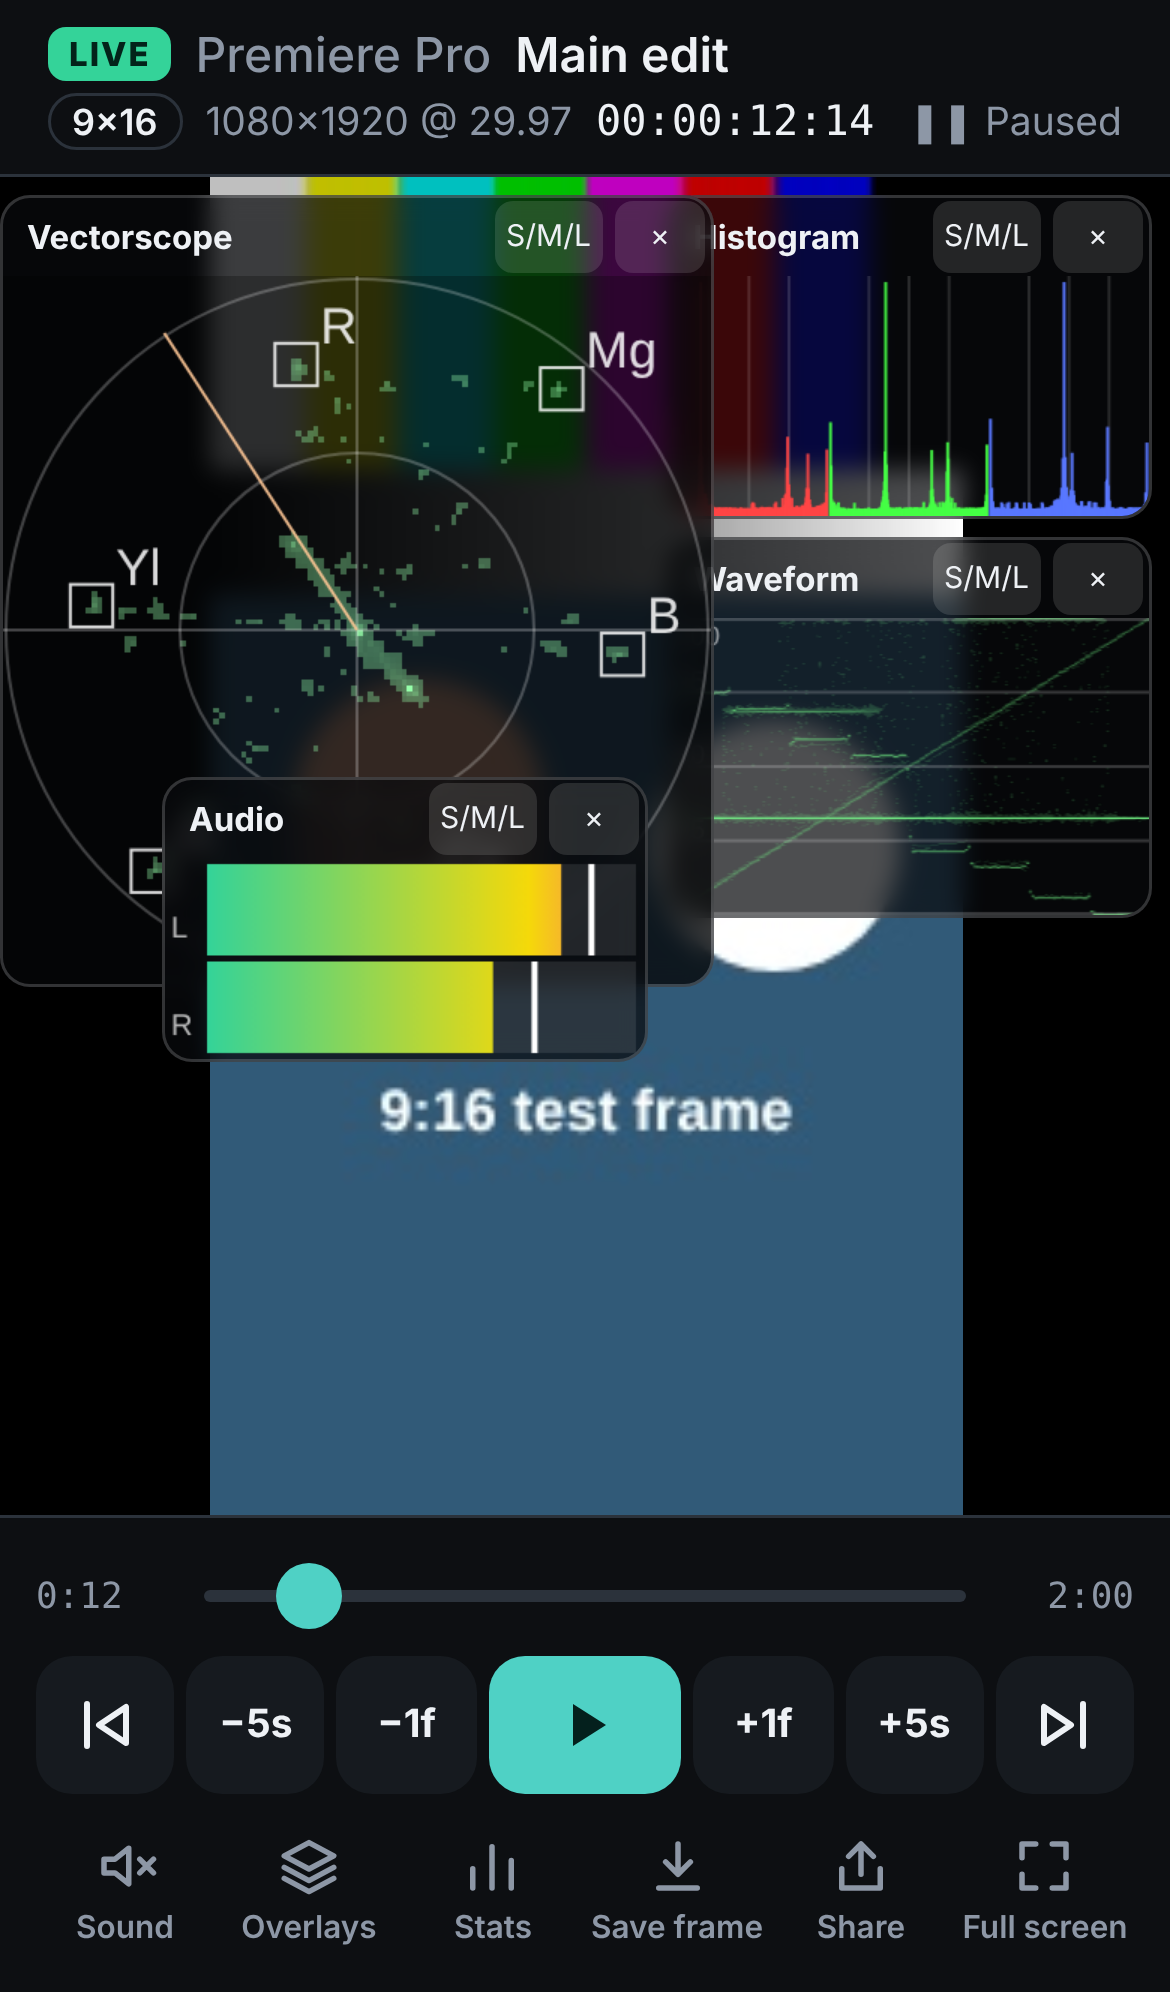 LIVE Premiere Pro Main edit
9×16 1080×1920 @ 29.97 00:00:12:14 Paused
Vectorscope S/M/L ×
istogram S/M/L ×
R
Mg
Yl
B
Waveform S/M/L ×
Audio S/M/L ×
L
R
9:16 test frame
0:12 2:00
−5s −1f +1f +5s
Sound Overlays Stats Save frame Share Full screen